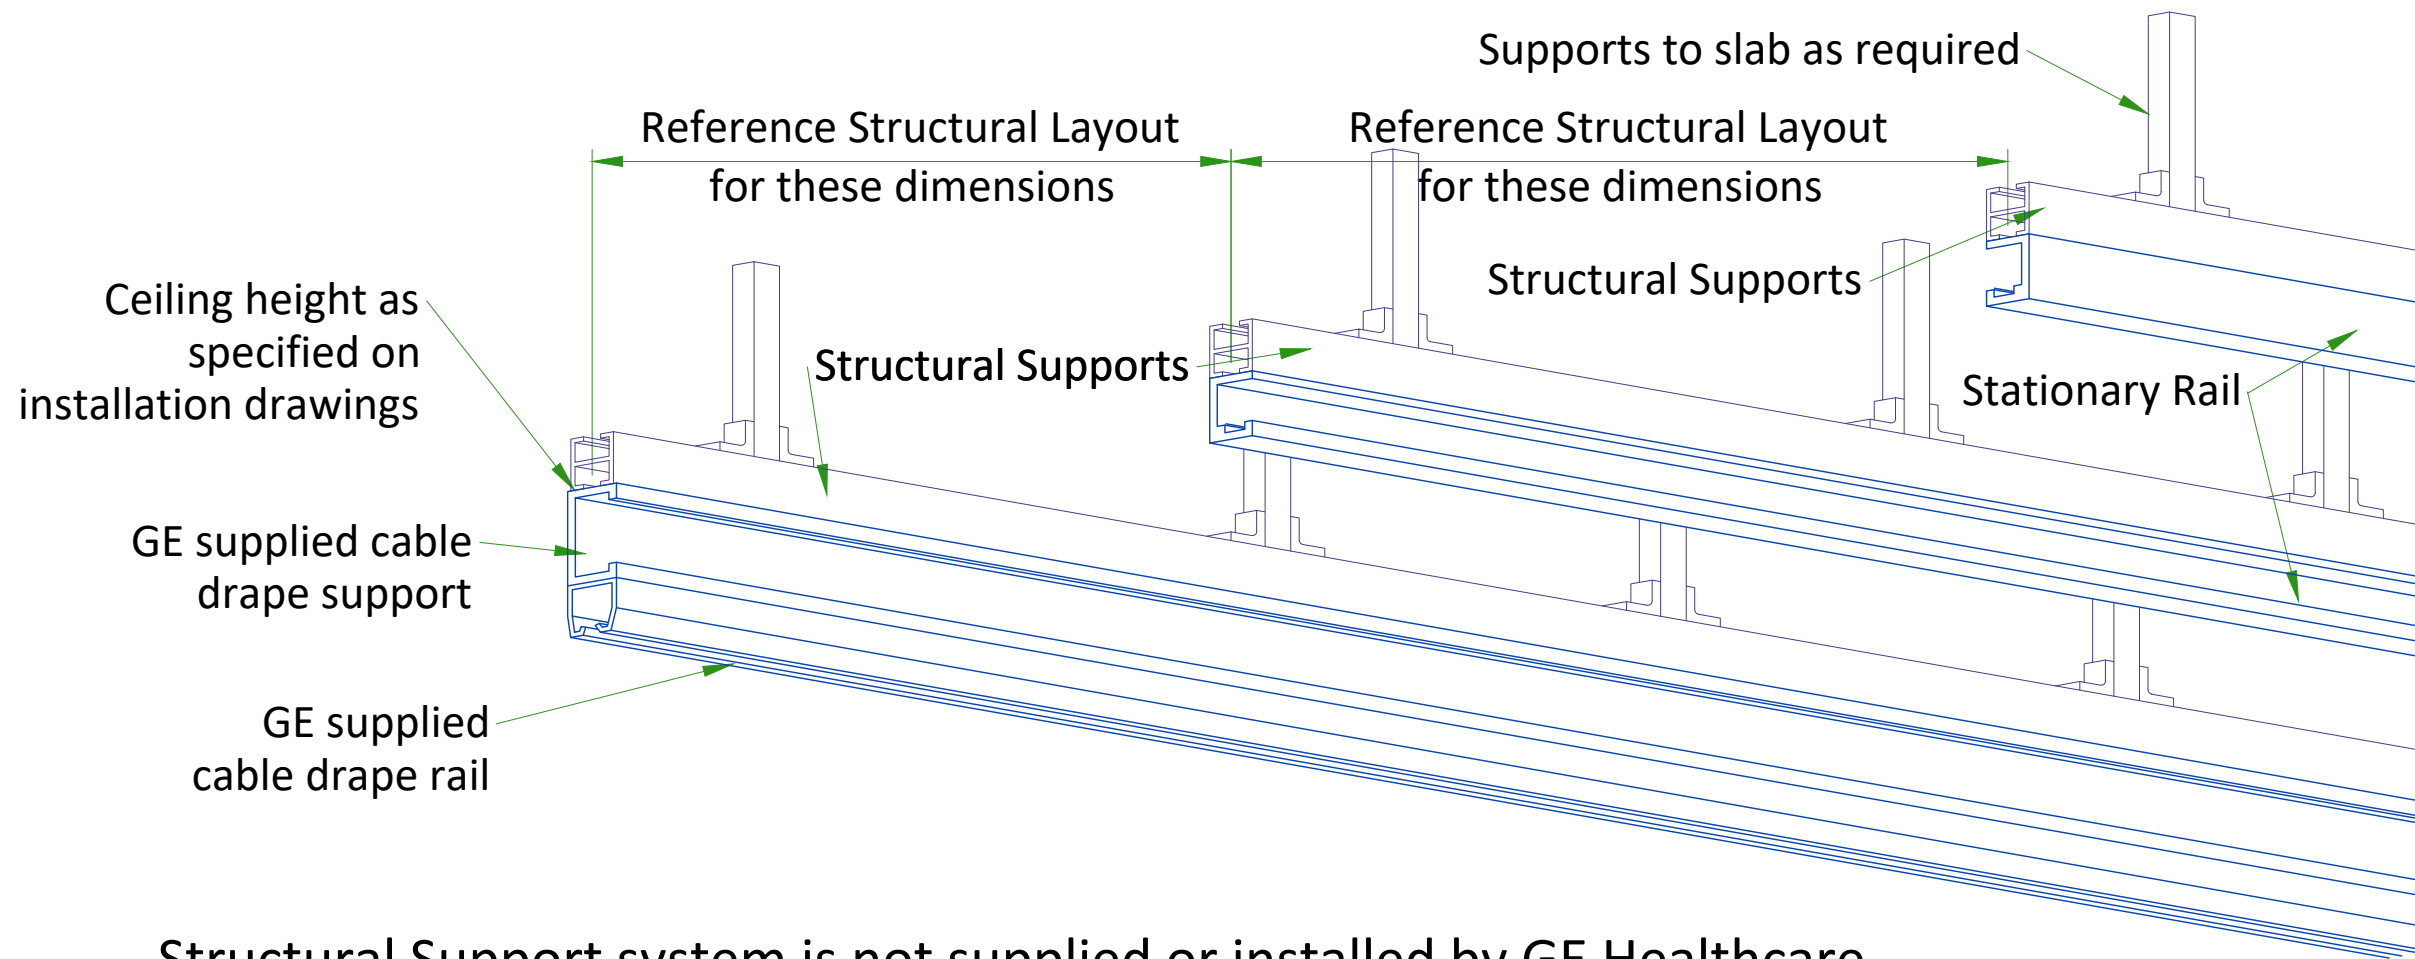 Supports to slab as required
Reference Structural Layout
for these dimensions
Reference Structural Layout
for these dimensions
Ceiling height as
specified on
installation drawings
Structural Supports
Structural Supports
Stationary Rail
GE supplied cable
drape support
GE supplied
cable drape rail
Structural Support system is not supplied or installed by GE Healthcare